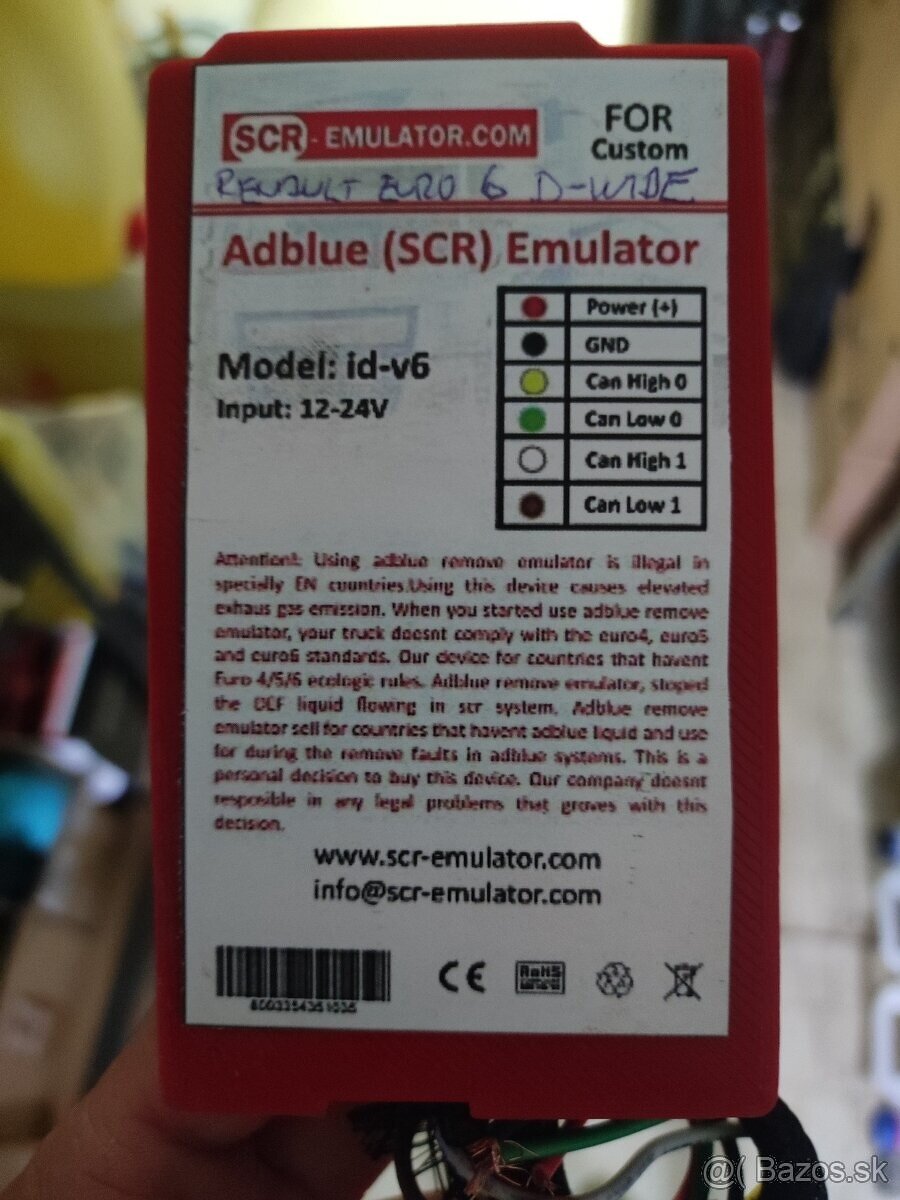 SCR - EMULATOR.COM
FOR
Custom
RENAULT EURO 6 D-WIDE
Adblue (SCR) Emulator
Model: id-v6
Input: 12-24V
Power (+)
GND
Can High 0
Can Low 0
Can High 1
Can Low 1
Attention!: Using adblue remove emulator is illegal in
specially EN countries.Using this device causes elevated
exhaus gas emission. When you started use adblue remove
emulator, your truck doesnt comply with the euro4, euro5
and euro6 standards. Our device for countries that havent
Euro 4/5/6 ecologic rules. Adblue remove emulator, stoped
the DEF liquid flowing in scr system. Adblue remove
emulator sell for countries that havent adblue liquid and use
for during the remove faults in adblue systems. This is a
personal decision to buy this device. Our company doesnt
resposible in any legal problems that groves with this
decision.
www.scr-emulator.com
info@scr-emulator.com
CE
RoHS
@( Bazos.sk